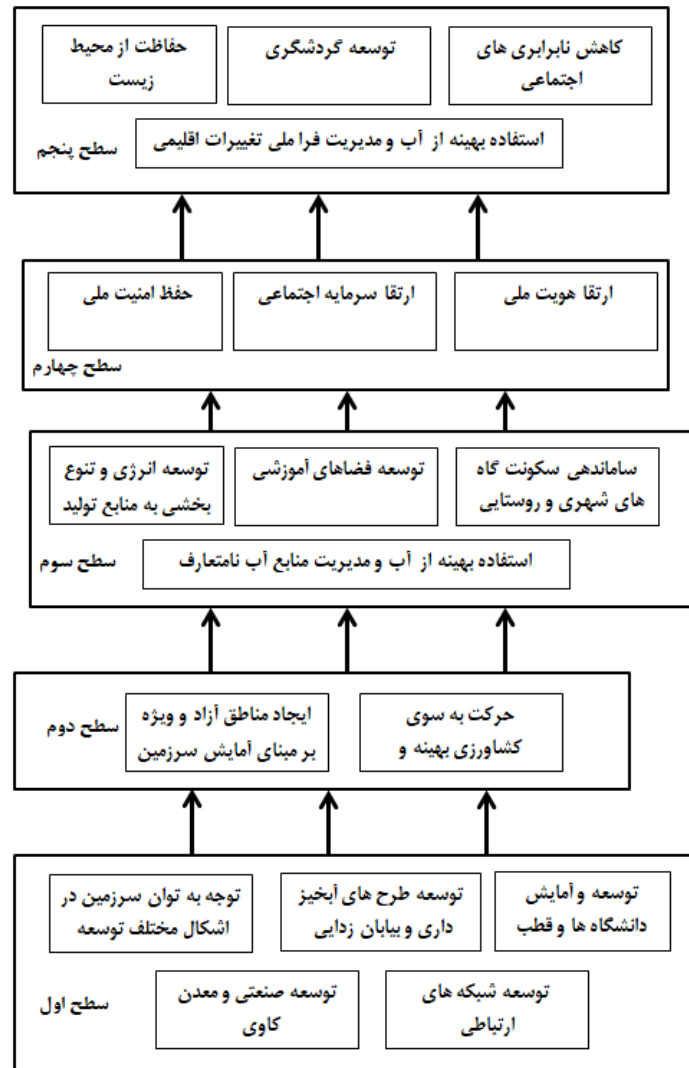 کاهش نابرابری های
اجتماعی
توسعه گردشگری
حفاظت از محیط
زیست
استفاده بهینه از آب و مدیریت فرا ملی تغییرات اقلیمی
سطح پنجم
ارتقا هویت ملی
ارتقا سرمایه اجتماعی
حفظ امنیت ملی
سطح چهارم
ساماندهی سکونت گاه
های شهری و روستایی
توسعه فضاهای آموزشی
توسعه انرژی و تنوع
بخشی به منابع تولید
استفاده بهینه از آب و مدیریت منابع آب نامتعارف
سطح سوم
حرکت به سوی
کشاورزی بهینه و
ایجاد مناطق آزاد و ویژه
بر مبنای آمایش سرزمین
سطح دوم
توسعه و آمایش
دانشگاه ها و قطب
توسعه طرح های آبخیز
داری و بیابان زدایی
توجه به توان سرزمین در
اشکال مختلف توسعه
توسعه شبکه های
ارتباطی
توسعه صنعتی و معدن
کاوی
سطح اول